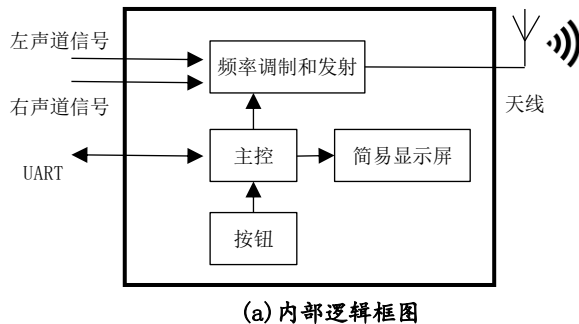 左声道信号
频率调制和发射
右声道信号
天线
主控
简易显示屏
UART
按钮
(a)内部逻辑框图